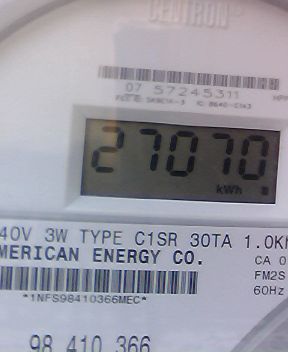 CENTRON
07 57245311
27070
kWh
40V 3W TYPE C1SR 30TA 1.0Kh
MERICAN ENERGY CO.
CA 0
FM2S
60Hz
*1NFS98410366MEC*
98 410 366